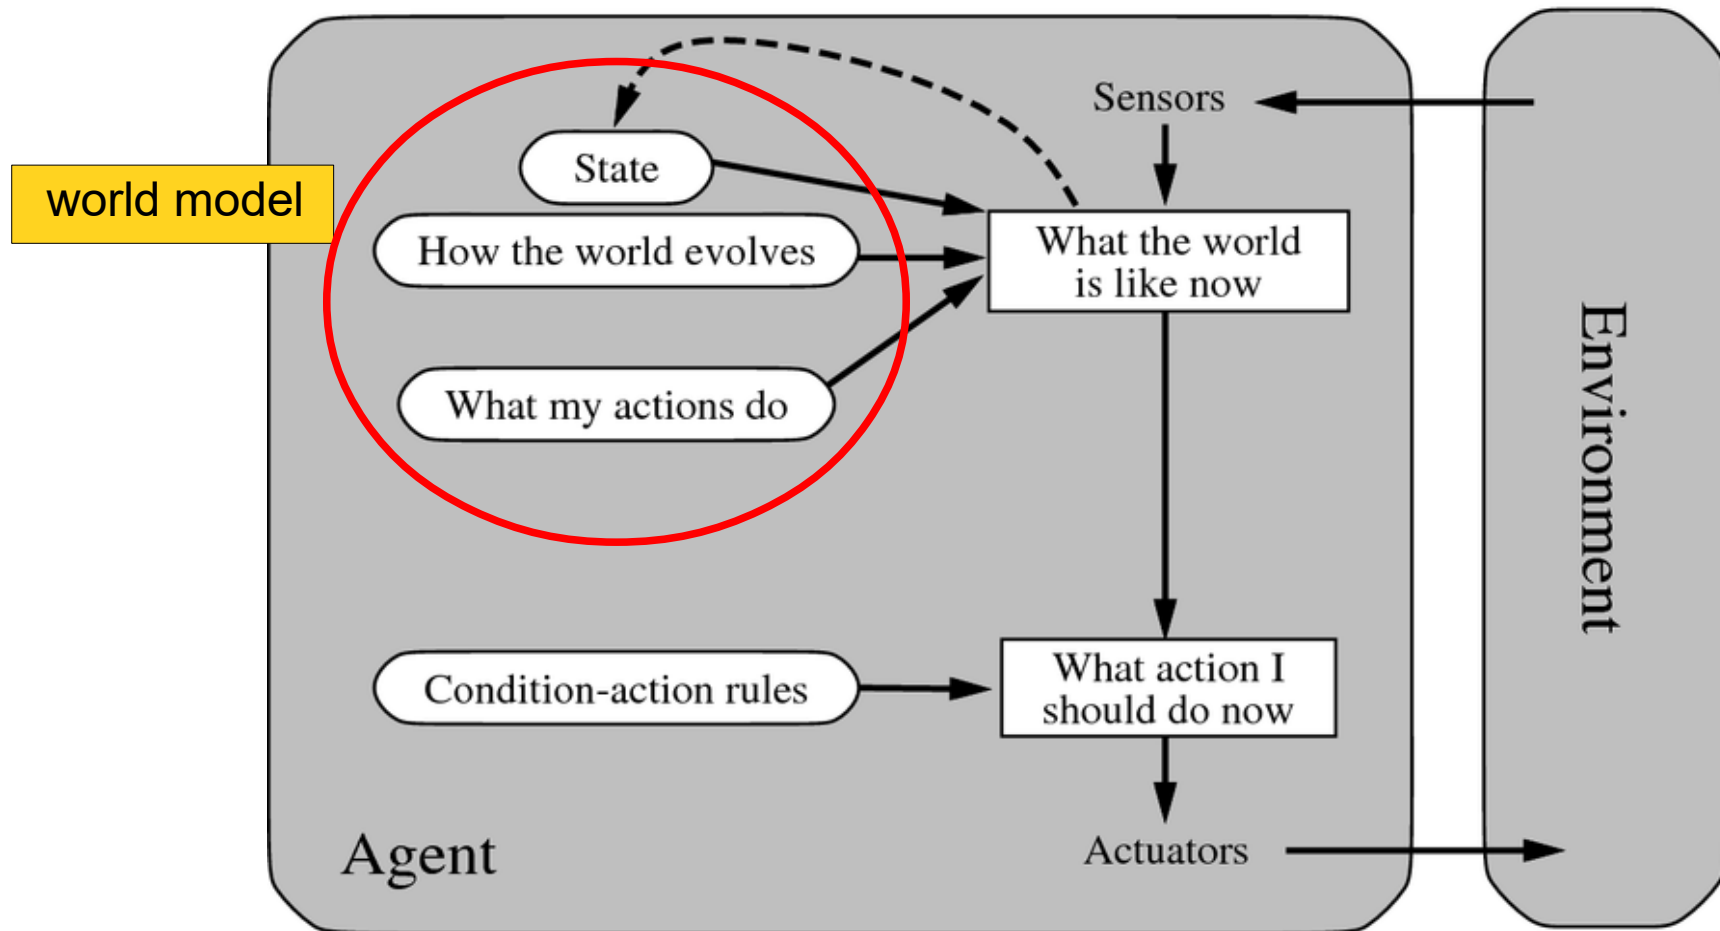 Sensors
State
world model
How the world evolves
What the world
is like now
What my actions do
Environment
Condition-action rules
What action I
should do now
Agent
Actuators